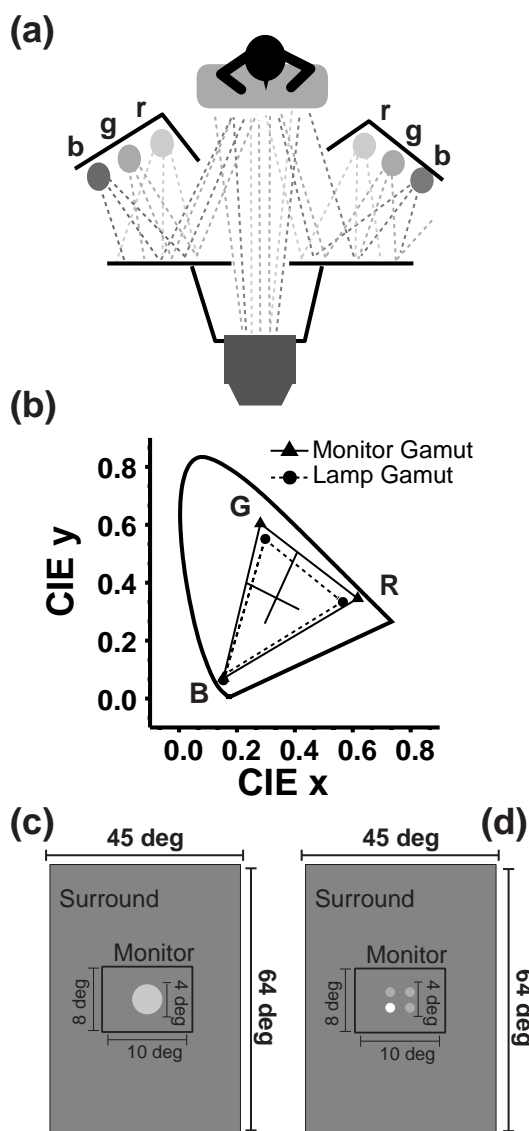 (a)
r r
g g
b b
(b)
Monitor Gamut
Lamp Gamut
CIE y
0.8
0.6
0.4
0.2
0.0
G
R
B
0.0 0.2 0.4 0.6 0.8
CIE x
(c) (d)
45 deg 45 deg
Surround Surround
Monitor Monitor
8 deg 4 deg 64 deg 8 deg 4 deg 64 deg
10 deg 10 deg